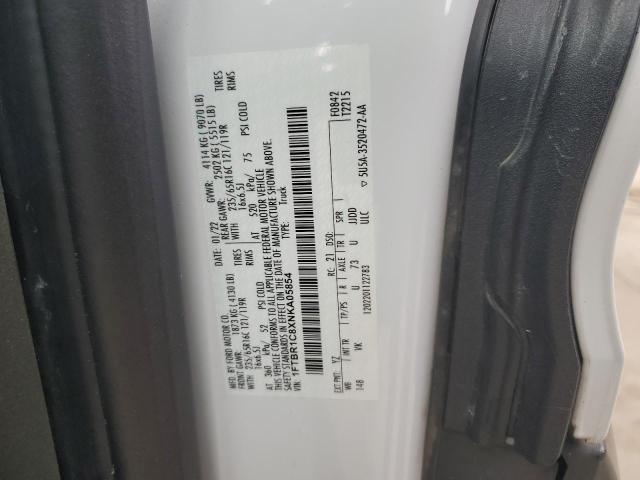 MFD. BY FORD MOTOR CO. DATE: 01/22 GVWR: 4114 KG ( 9070 LB)
FRONT GAWR: 1873 KG ( 4130 LB) REAR GAWR: 2502 KG ( 5515 LB)
WITH 235/65R16C 121/119R TIRES WITH 235/65R16C 121/119R TIRES
16x6.5J RIMS 16x6.5J RIMS
AT 360 kPa/ 52 PSI COLD AT 520 kPa/ 75 PSI COLD
THIS VEHICLE CONFORMS TO ALL APPLICABLE FEDERAL MOTOR VEHICLE
SAFETY STANDARDS IN EFFECT ON THE DATE OF MANUFACTURE SHOWN ABOVE.
VIN: 1FTBR1C8XNKA05854 TYPE: Truck
F0842
T2215
EXT PNT: YZ RC: 21 DSO:
WB INT TR TP/PS R AXLE TR SPR
148 VK U 73 U JJDD
ULC
1202201122783 ▽ 5U5A-3520472-AA